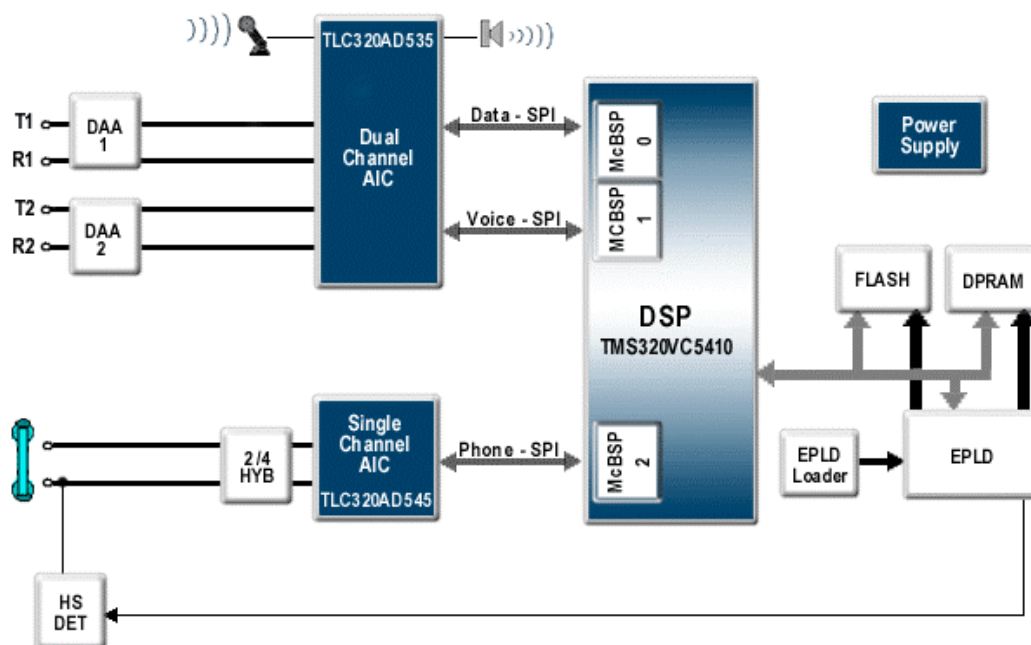 TLC320AD535
T1
DAA
1
R1
Dual
Channel
AIC
T2
DAA
2
R2
Data - SPI
Voice - SPI
McBSP
0
MCBSP
1
DSP
TMS320VC5410
Power
Supply
FLASH
DPRAM
2/4
HYB
Single
Channel
AIC
TLC320AD545
Phone - SPI
McBSP
2
EPLD
Loader
EPLD
HS
DET